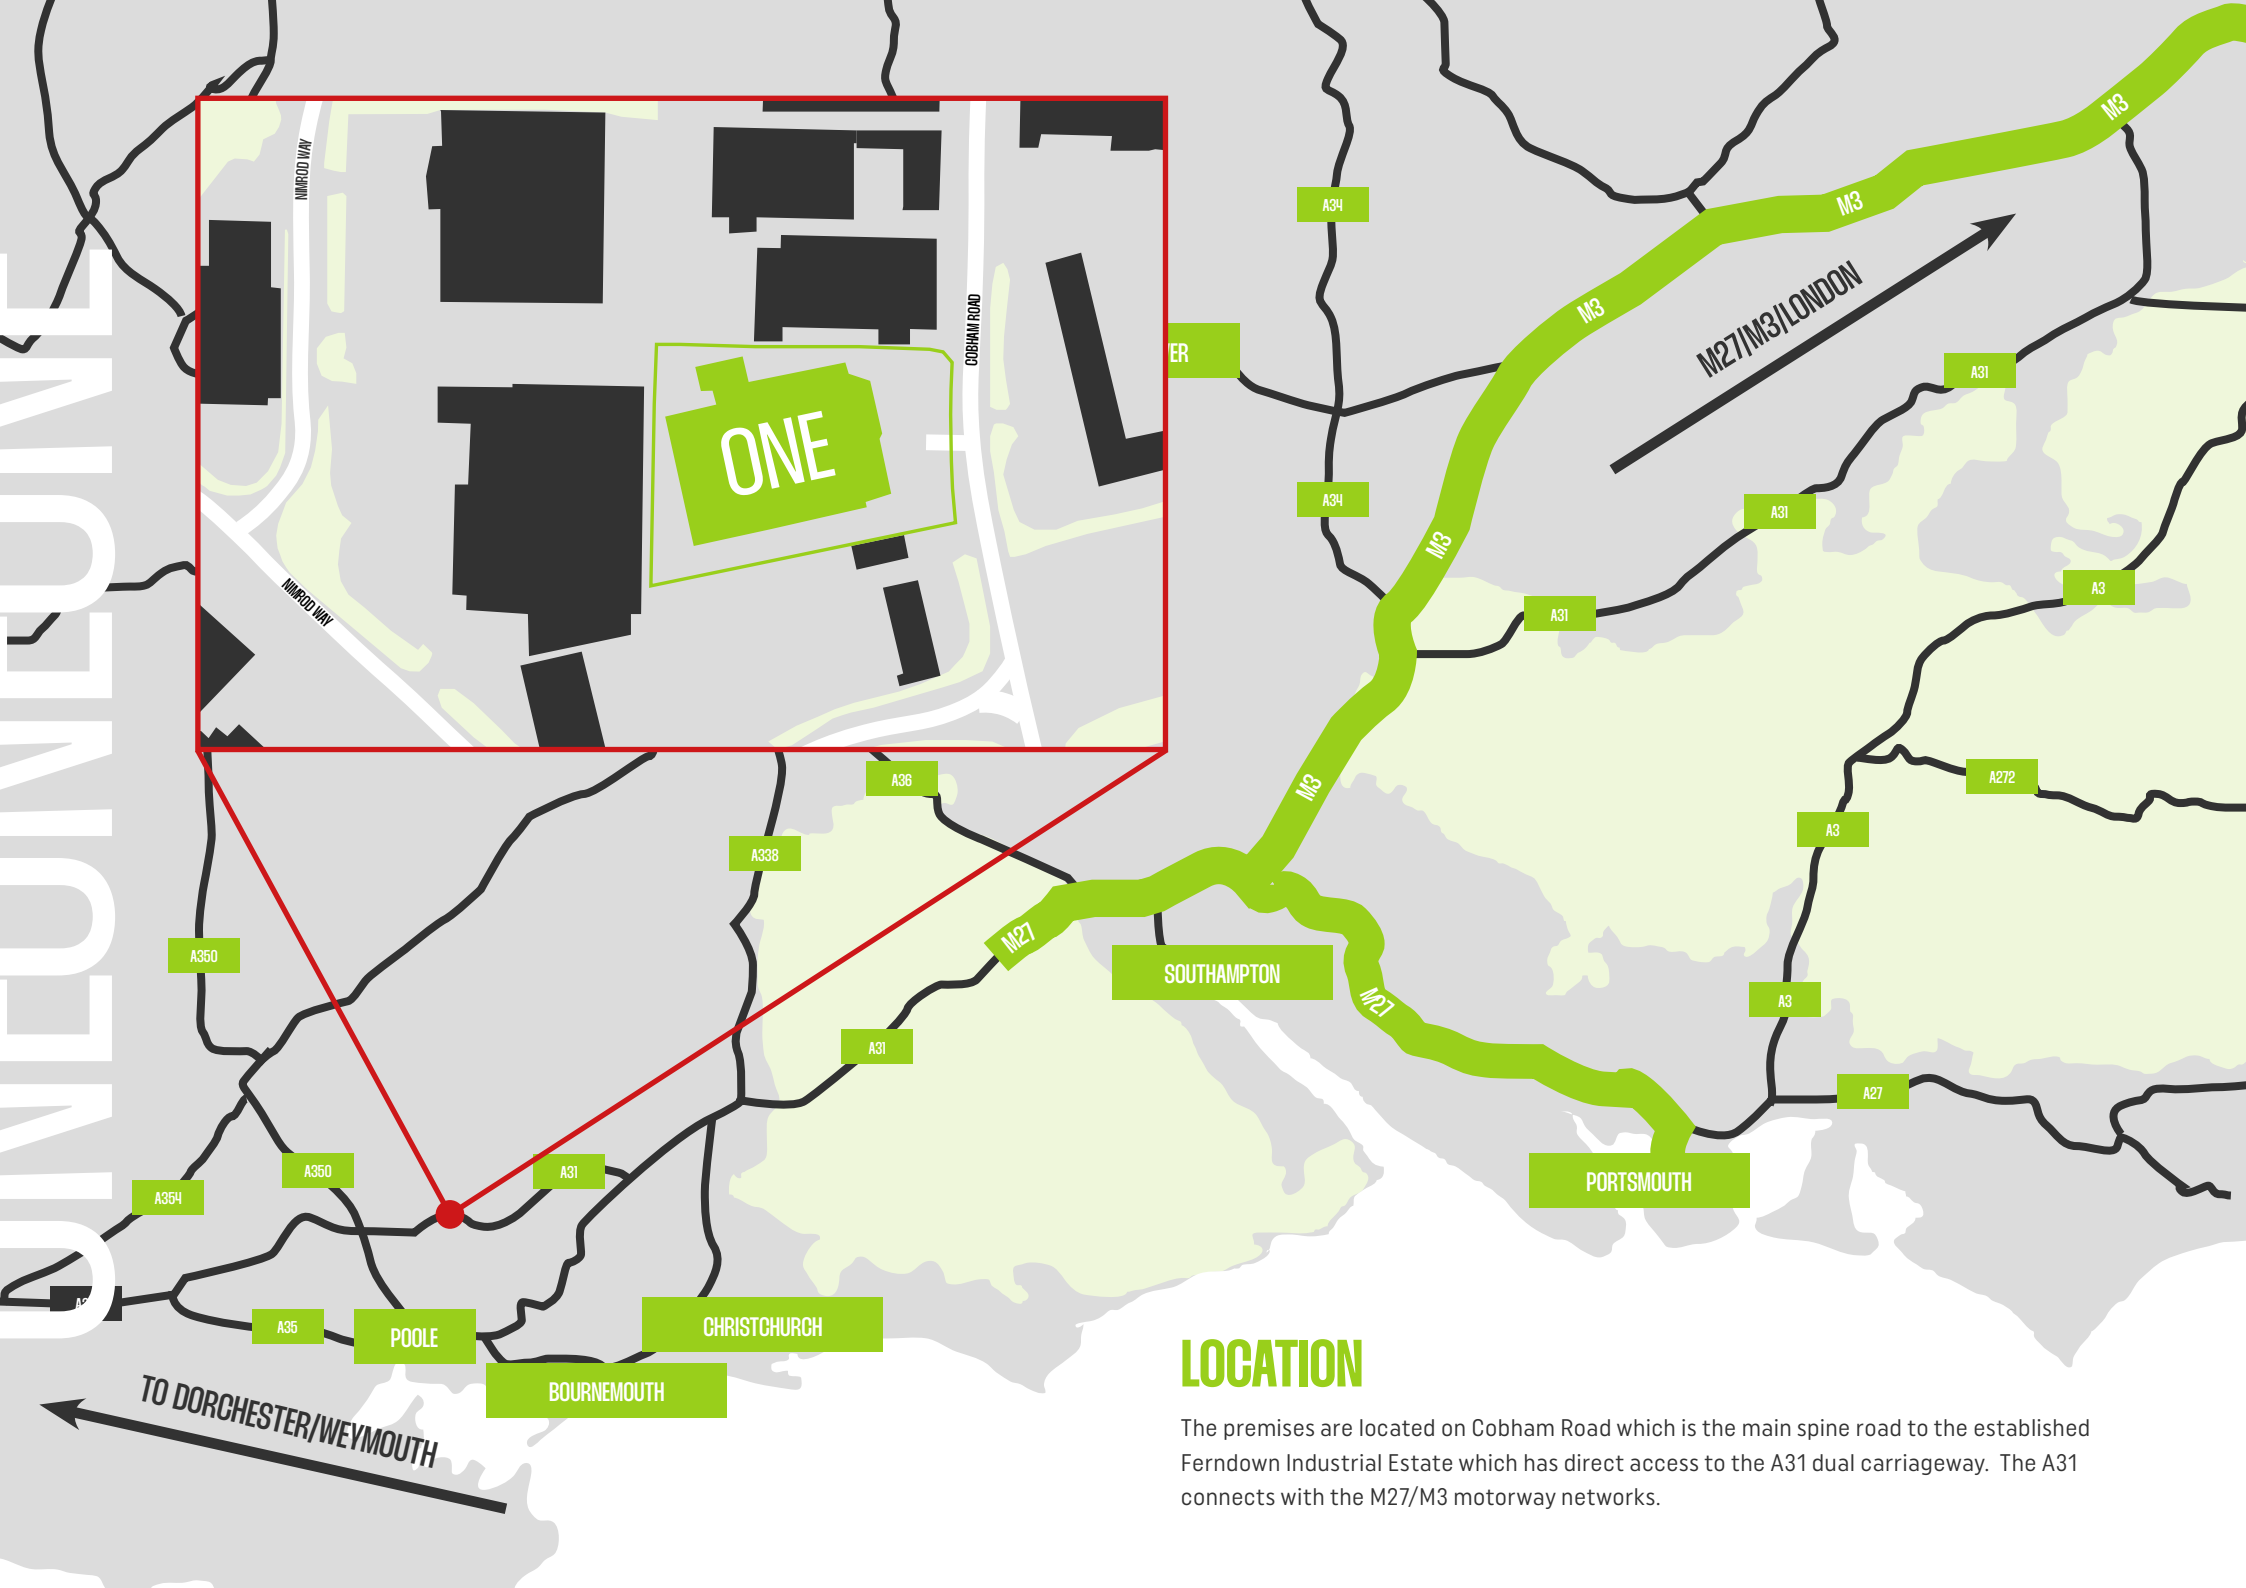 ONE ONE ONE
NIMROD WAY
NIMROD WAY
COBHAM ROAD
ONE
A34
A34
M3
M3
M3
M3
M3
M27/M3/LONDON
A31
A31
A31
A3
A272
A3
A3
A27
A36
A338
A350
M27
SOUTHAMPTON
M27
A31
PORTSMOUTH
A350
A31
A354
A35
POOLE
CHRISTCHURCH
BOURNEMOUTH
TO DORCHESTER/WEYMOUTH
LOCATION
The premises are located on Cobham Road which is the main spine road to the established
Ferndown Industrial Estate which has direct access to the A31 dual carriageway. The A31
connects with the M27/M3 motorway networks.